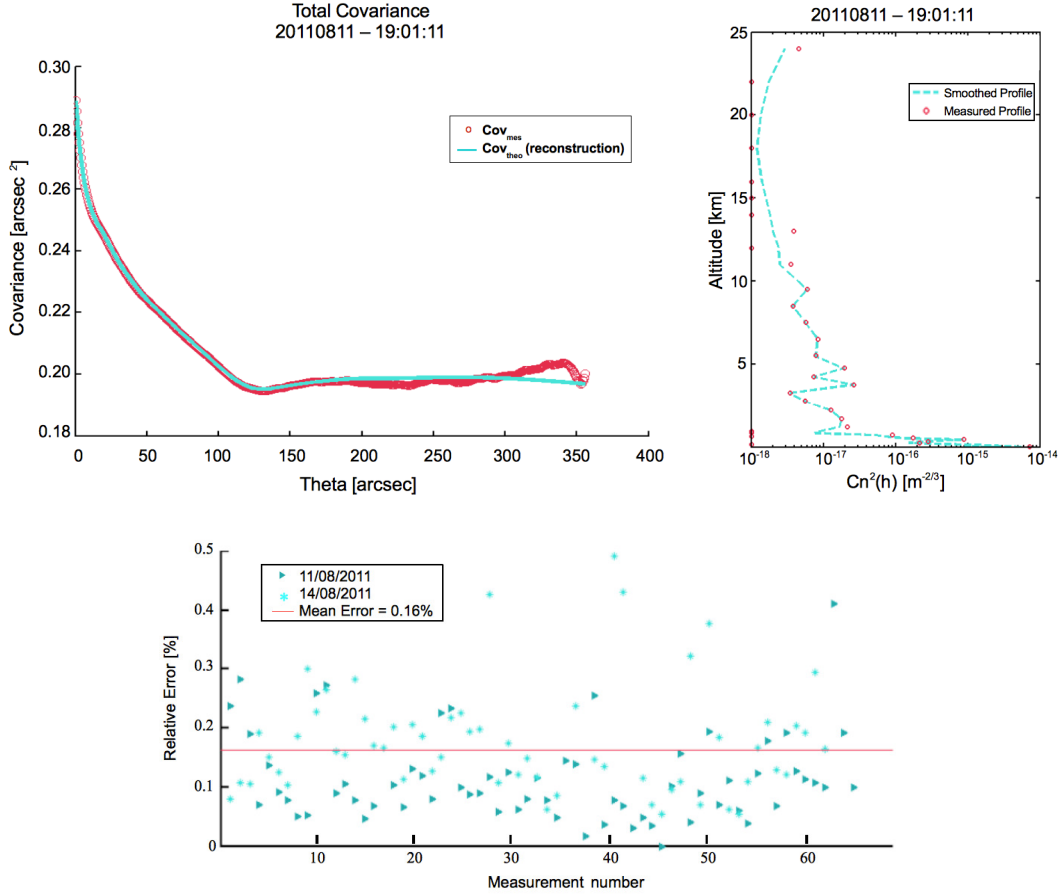 Total Covariance
20110811 – 19:01:11
0.30
0.28
0.26
0.24
0.22
0.20
0.18
Covariance [arcsec ²]
Cov_mes
Cov_theo (reconstruction)
0 50 100 150 200 250 300 350 400
Theta [arcsec]
20110811 – 19:01:11
25
20
15
10
5
Altitude [km]
Smoothed Profile
Measured Profile
10⁻¹⁸ 10⁻¹⁷ 10⁻¹⁶ 10⁻¹⁵ 10⁻¹⁴
Cn²(h) [m⁻²/³]
0.5
0.4
0.3
0.2
0.1
0
Relative Error [%]
11/08/2011
14/08/2011
Mean Error = 0.16%
10 20 30 40 50 60
Measurement number